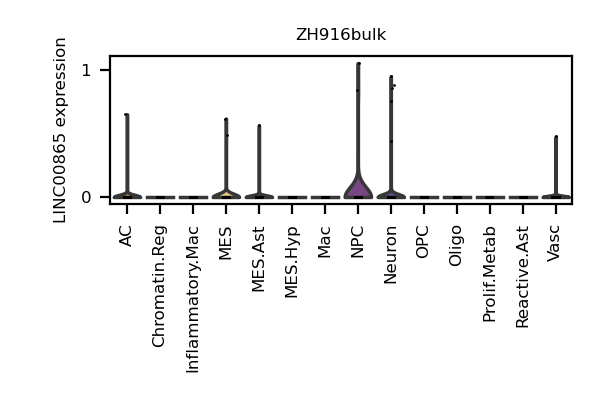 ZH916bulk
LINC00865 expression
1
0
AC
Chromatin.Reg
Inflammatory.Mac
MES
MES.Ast
MES.Hyp
Mac
NPC
Neuron
OPC
Oligo
Prolif.Metab
Reactive.Ast
Vasc